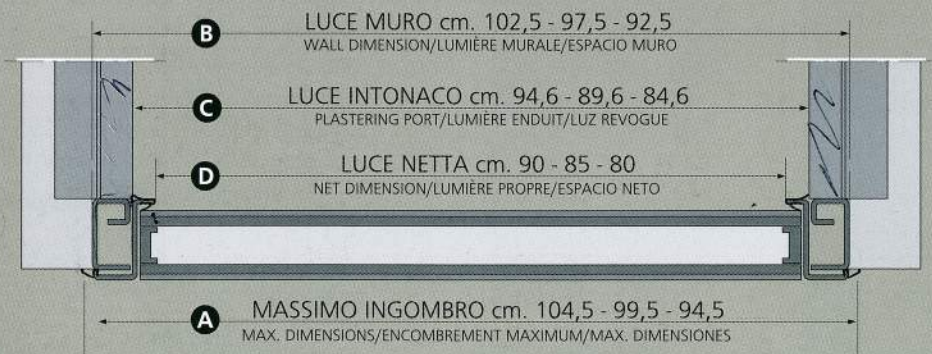 B LUCE MURO cm. 102,5 - 97,5 - 92,5
WALL DIMENSION/LUMIÈRE MURALE/ESPACIO MURO
C LUCE INTONACO cm. 94,6 - 89,6 - 84,6
PLASTERING PORT/LUMIÈRE ENDUIT/LUZ REVOGUE
D LUCE NETTA cm. 90 - 85 - 80
NET DIMENSION/LUMIÈRE PROPRE/ESPACIO NETO
A MASSIMO INGOMBRO cm. 104,5 - 99,5 - 94,5
MAX. DIMENSIONS/ENCOMBREMENT MAXIMUM/MAX. DIMENSIONES